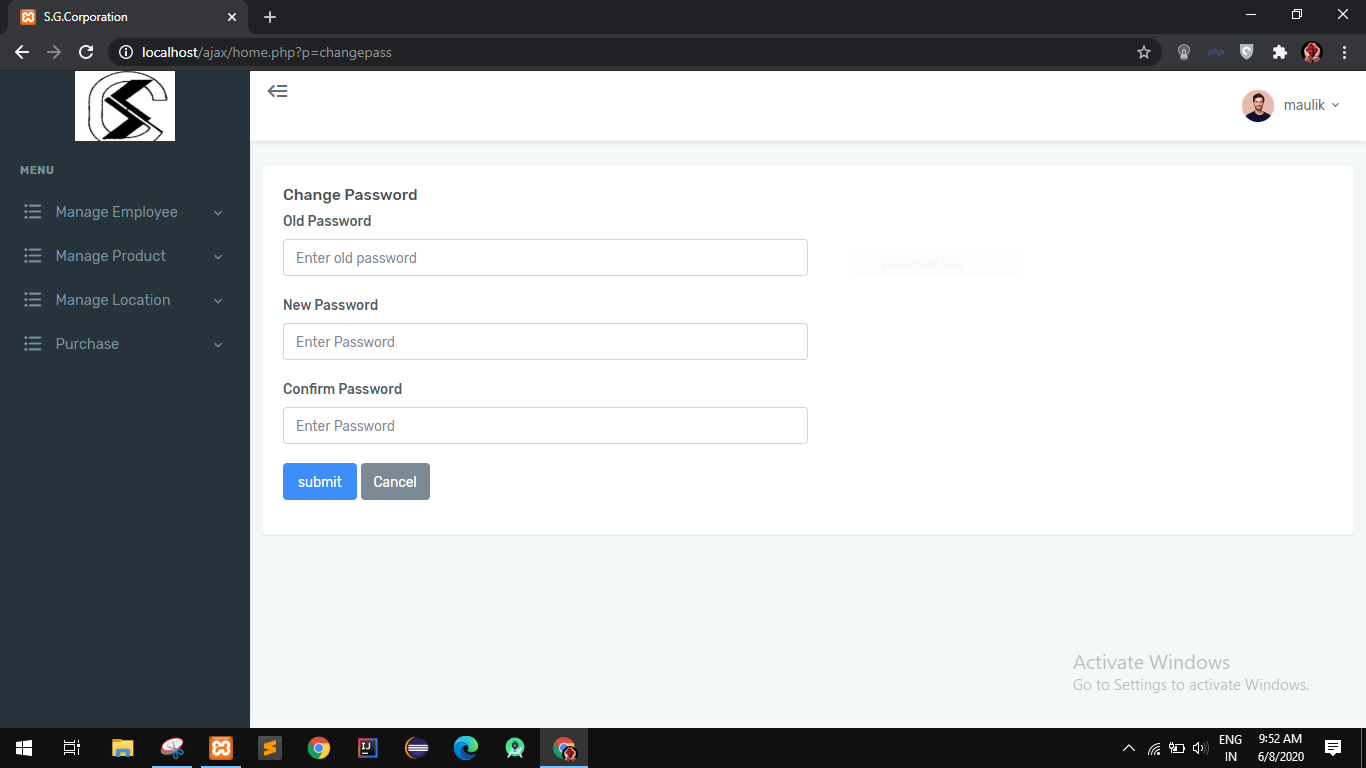 S.G.Corporation
localhost/ajax/home.php?p=changepass
php
maulik
MENU
Manage Employee
Manage Product
Manage Location
Purchase
Change Password
Old Password
Enter old password
Full-screen Snip
New Password
Enter Password
Confirm Password
Enter Password
submit Cancel
Activate Windows
Go to Settings to activate Windows.
IJ
ENG
IN
9:52 AM
6/8/2020